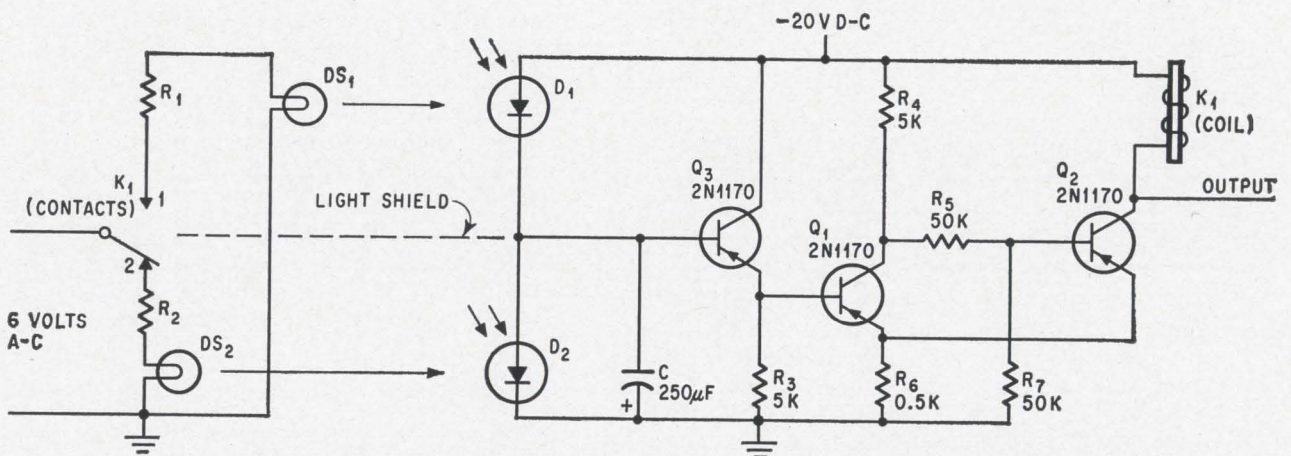 -20V D-C
DS₁
R₁
D₁
R₄
5K
K₁
(COIL)
K₁
(CONTACTS)
1
LIGHT SHIELD
Q₃
2N1170
Q₁
2N1170
R₅
50K
Q₂
2N1170
OUTPUT
2
6 VOLTS
A-C
R₂
DS₂
D₂
C
250μF
+
R₃
5K
R₆
0.5K
R₇
50K